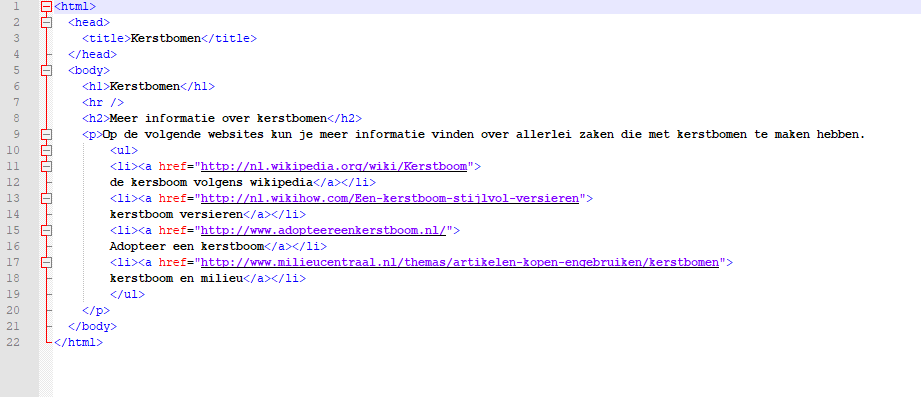 1 <html>
2 <head>
3 <title>Kerstbomen</title>
4 </head>
5 <body>
6 <h1>Kerstbomen</h1>
7 <hr />
8 <h2>Meer informatie over kerstbomen</h2>
9 <p>Op de volgende websites kun je meer informatie vinden over allerlei zaken die met kerstbomen te maken hebben.
10 <ul>
11 <li><a href="http://nl.wikipedia.org/wiki/Kerstboom">
12 de kersboom volgens wikipedia</a></li>
13 <li><a href="http://nl.wikihow.com/Een-kerstboom-stijlvol-versieren">
14 kerstboom versieren</a></li>
15 <li><a href="http://www.adopteereenkerstboom.nl/">
16 Adopteer een kerstboom</a></li>
17 <li><a href="http://www.milieucentraal.nl/themas/artikelen-kopen-engebruiken/kerstbomen">
18 kerstboom en milieu</a></li>
19 </ul>
20 </p>
21 </body>
22 </html>